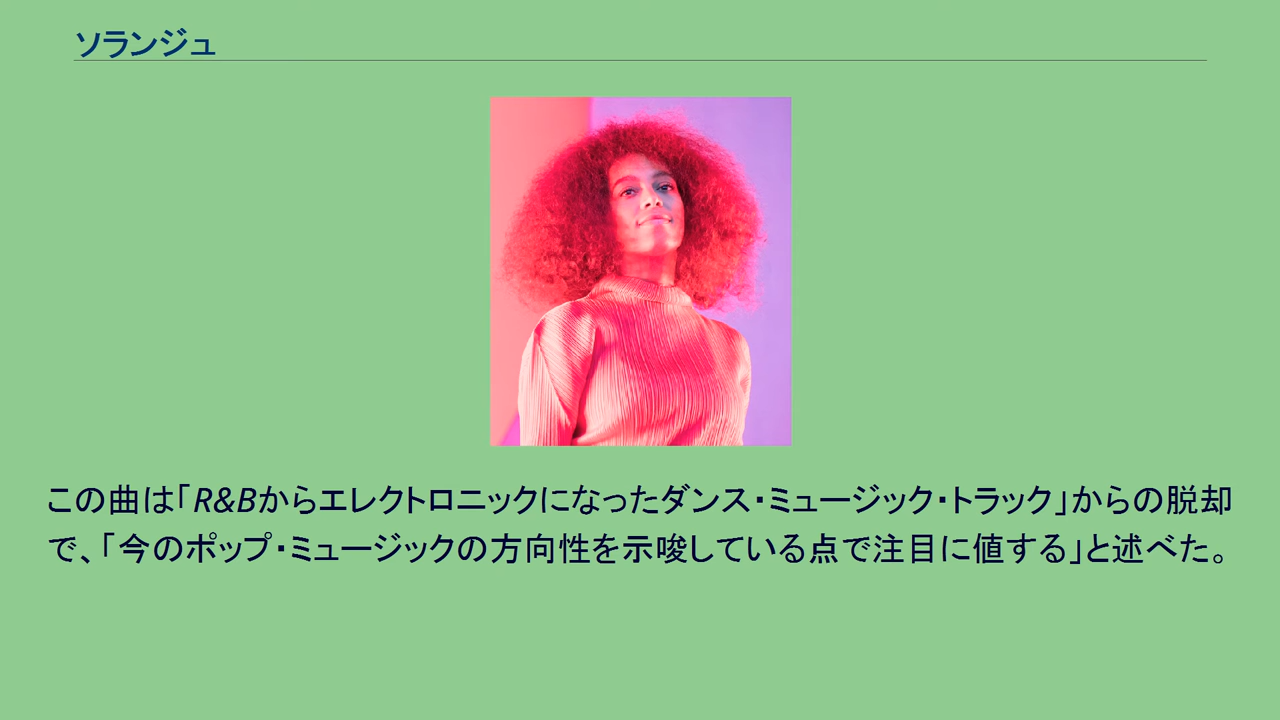 ソランジュ
この曲は「R&Bからエレクトロニックになったダンス・ミュージック・トラック」からの脱却
で、「今のポップ・ミュージックの方向性を示唆している点で注目に値する」と述べた。